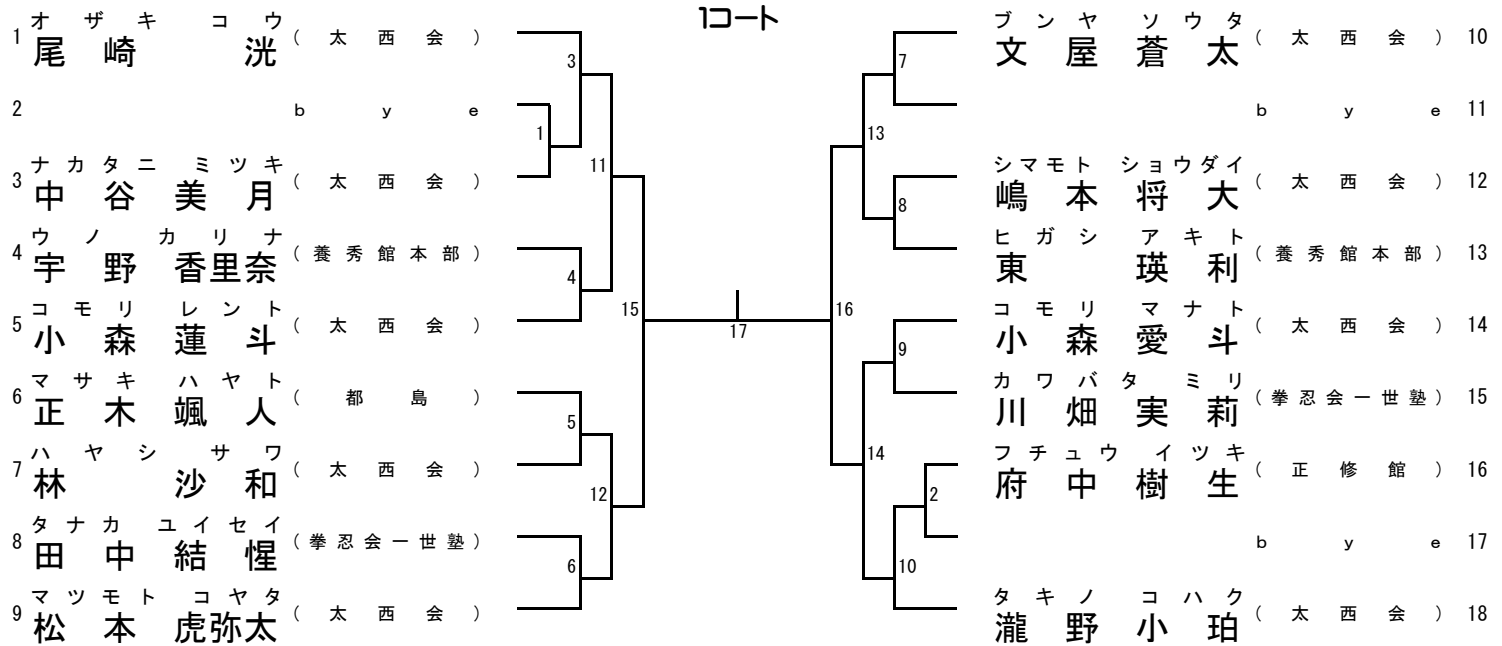 1コート
オザキ コウ
1 尾崎 洸 (太西会)
2 bye
ナカタニ ミツキ
3 中谷美月 (太西会)
ウノ カリナ
4 宇野香里奈 (養秀館本部)
コモリ レント
5 小森蓮斗 (太西会)
マサキ ハヤト
6 正木颯人 (都島)
ハヤシ サワ
7 林 沙和 (太西会)
タナカ ユイセイ
8 田中結惺 (拳忍会一世塾)
マツモト コヤタ
9 松本虎弥太 (太西会)
3
1
11
4
15
5
12
6
17
7
13
8
16
9
14
2
10
ブンヤ ソウタ
文屋蒼太 (太西会) 10
bye 11
シマモト ショウダイ
嶋本将大 (太西会) 12
ヒガシ アキト
東 瑛利 (養秀館本部) 13
コモリ マナト
小森愛斗 (太西会) 14
カワバタ ミリ
川畑実莉 (拳忍会一世塾) 15
フチュウ イツキ
府中樹生 (正修館) 16
bye 17
タキノ コハク
瀧野小珀 (太西会) 18